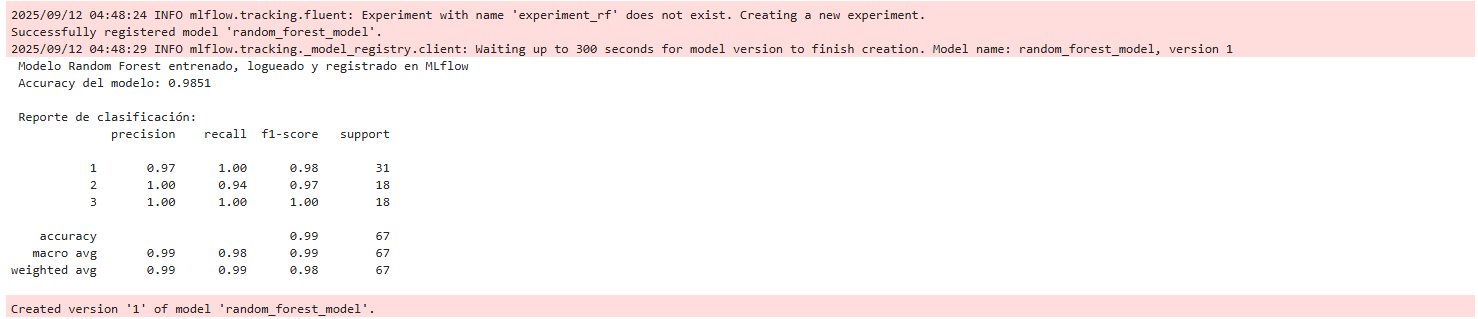 2025/09/12 04:48:24 INFO mlflow.tracking.fluent: Experiment with name 'experiment_rf' does not exist. Creating a new experiment.
Successfully registered model 'random_forest_model'.
2025/09/12 04:48:29 INFO mlflow.tracking._model_registry.client: Waiting up to 300 seconds for model version to finish creation. Model name: random_forest_model, version 1
Modelo Random Forest entrenado, logueado y registrado en MLflow
Accuracy del modelo: 0.9851
Reporte de clasificación:
precision recall f1-score support
1 0.97 1.00 0.98 31
2 1.00 0.94 0.97 18
3 1.00 1.00 1.00 18
accuracy 0.99 67
macro avg 0.99 0.98 0.99 67
weighted avg 0.99 0.99 0.98 67
Created version '1' of model 'random_forest_model'.